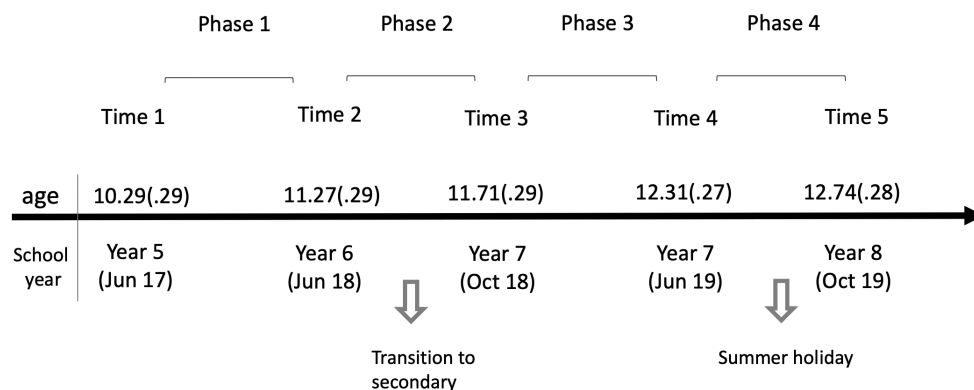 Phase 1 Phase 2 Phase 3 Phase 4
Time 1 Time 2 Time 3 Time 4 Time 5
age 10.29(.29) 11.27(.29) 11.71(.29) 12.31(.27) 12.74(.28)
School year
Year 5 (Jun 17)
Year 6 (Jun 18)
Year 7 (Oct 18)
Year 7 (Jun 19)
Year 8 (Oct 19)
Transition to
secondary
Summer holiday